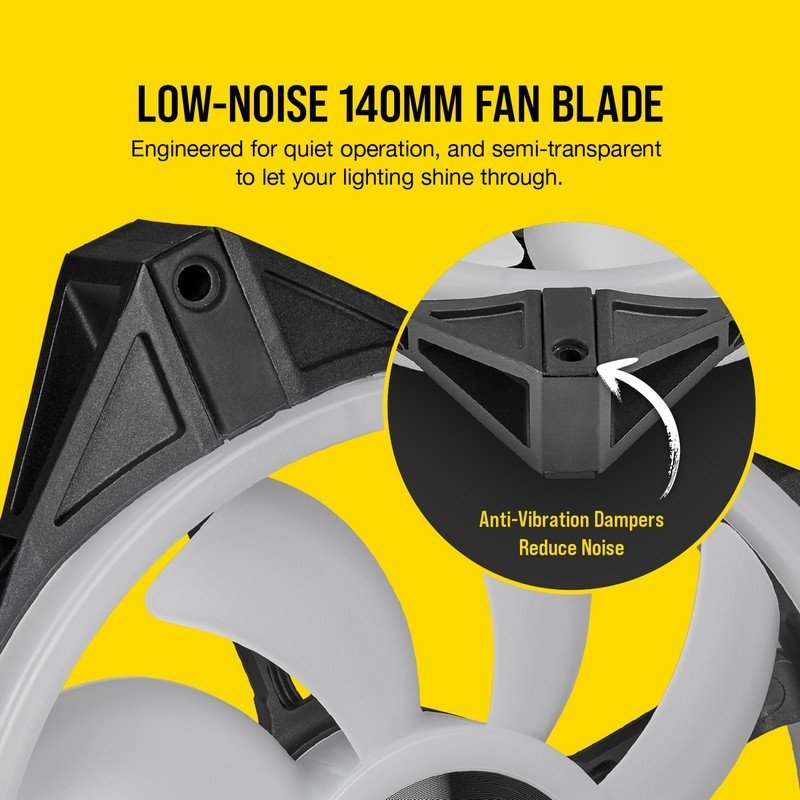 LOW-NOISE 140MM FAN BLADE
Engineered for quiet operation, and semi-transparent
to let your lighting shine through.
Anti-Vibration Dampers
Reduce Noise